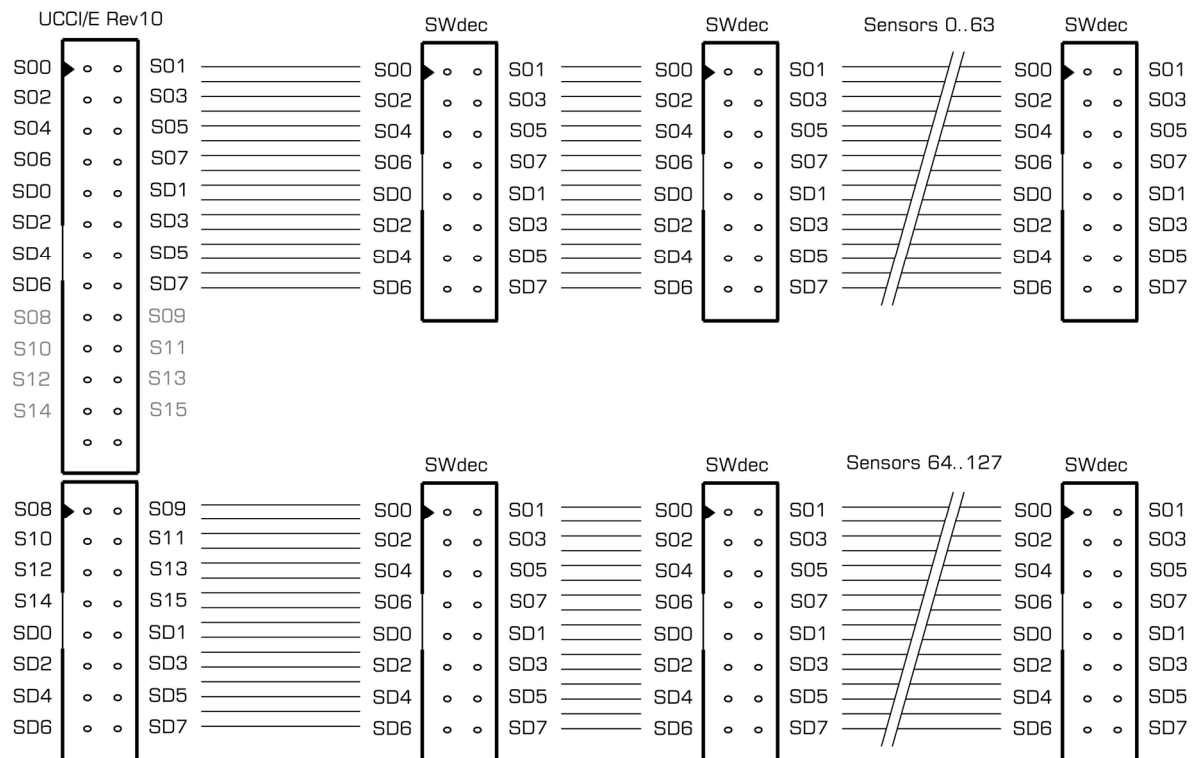 UCCI/E Rev10 SWdec SWdec Sensors 0..63 SWdec
S00 S01 S00 S01 S00 S01 S00 S01
S02 S03 S02 S03 S02 S03 S02 S03
S04 S05 S04 S05 S04 S05 S04 S05
S06 S07 S06 S07 S06 S07 S06 S07
SD0 SD1 SD0 SD1 SD0 SD1 SD0 SD1
SD2 SD3 SD2 SD3 SD2 SD3 SD2 SD3
SD4 SD5 SD4 SD5 SD4 SD5 SD4 SD5
SD6 SD7 SD6 SD7 SD6 SD7 SD6 SD7
S08 S09
S10 S11
S12 S13
S14 S15
SWdec SWdec Sensors 64..127 SWdec
S08 S09 S00 S01 S00 S01 S00 S01
S10 S11 S02 S03 S02 S03 S02 S03
S12 S13 S04 S05 S04 S05 S04 S05
S14 S15 S06 S07 S06 S07 S06 S07
SD0 SD1 SD0 SD1 SD0 SD1 SD0 SD1
SD2 SD3 SD2 SD3 SD2 SD3 SD2 SD3
SD4 SD5 SD4 SD5 SD4 SD5 SD4 SD5
SD6 SD7 SD6 SD7 SD6 SD7 SD6 SD7